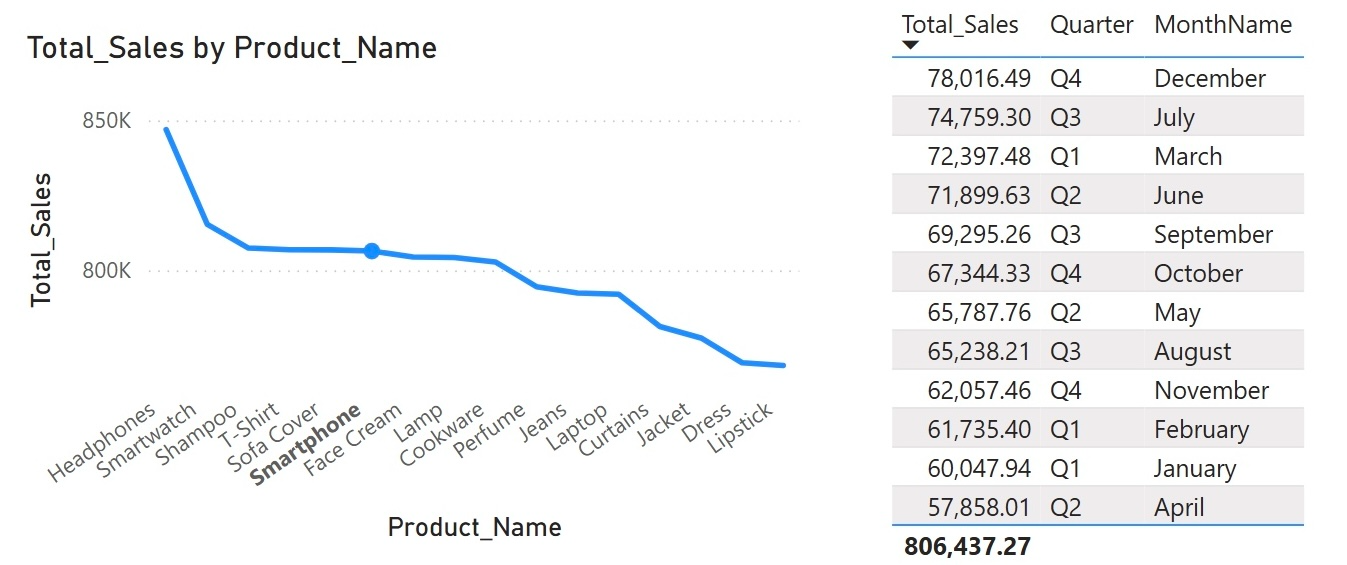 Total_Sales by Product_Name
850K
800K
Total_Sales
Headphones
Smartwatch
Shampoo
T-Shirt
Sofa Cover
Smartphone
Face Cream
Lamp
Cookware
Perfume
Jeans
Laptop
Curtains
Jacket
Dress
Lipstick
Product_Name
Total_Sales Quarter MonthName
78,016.49 Q4 December
74,759.30 Q3 July
72,397.48 Q1 March
71,899.63 Q2 June
69,295.26 Q3 September
67,344.33 Q4 October
65,787.76 Q2 May
65,238.21 Q3 August
62,057.46 Q4 November
61,735.40 Q1 February
60,047.94 Q1 January
57,858.01 Q2 April
806,437.27